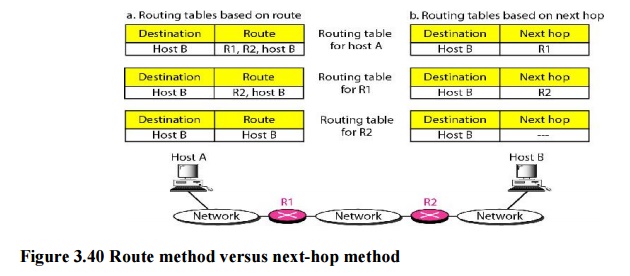 a. Routing tables based on route
b. Routing tables based on next hop
Destination Route
Host B R1, R2, host B
Routing table
for host A
Destination Next hop
Host B R1
Destination Route
Host B R2, host B
Routing table
for R1
Destination Next hop
Host B R2
Destination Route
Host B Host B
Routing table
for R2
Destination Next hop
Host B ---
Host A
Host B
R1
R2
Network
Network
Network
Figure 3.40 Route method versus next-hop method